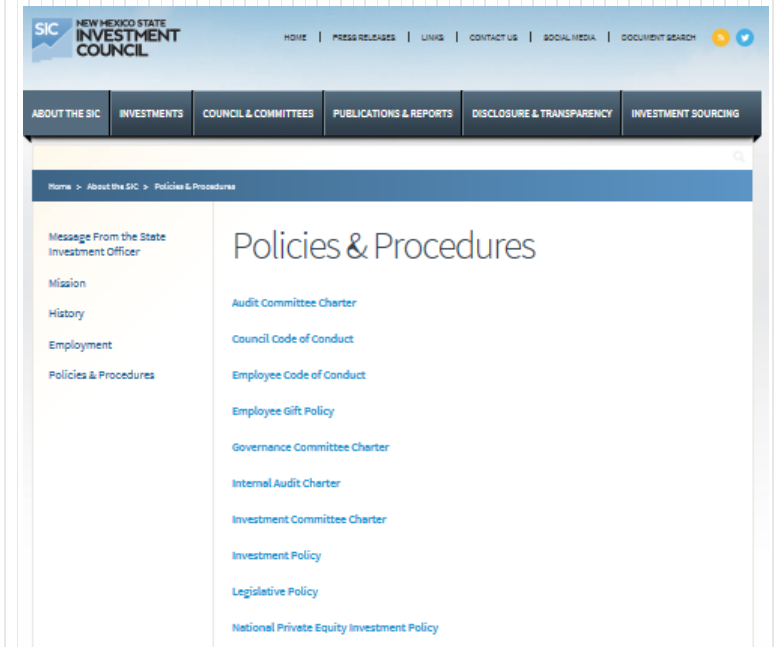 SIC NEW MEXICO STATE
INVESTMENT
COUNCIL
HOME | PRESS RELEASES | LINKS | CONTACT US | SOCIAL MEDIA | DOCUMENT SEARCH
ABOUT THE SIC INVESTMENTS COUNCIL & COMMITTEES PUBLICATIONS & REPORTS DISCLOSURE & TRANSPARENCY INVESTMENT SOURCING
Home > About the SIC > Policies & Procedures
Message From the State
Investment Officer
Mission
History
Employment
Policies & Procedures
Policies & Procedures
Audit Committee Charter
Council Code of Conduct
Employee Code of Conduct
Employee Gift Policy
Governance Committee Charter
Internal Audit Charter
Investment Committee Charter
Investment Policy
Legislative Policy
National Private Equity Investment Policy